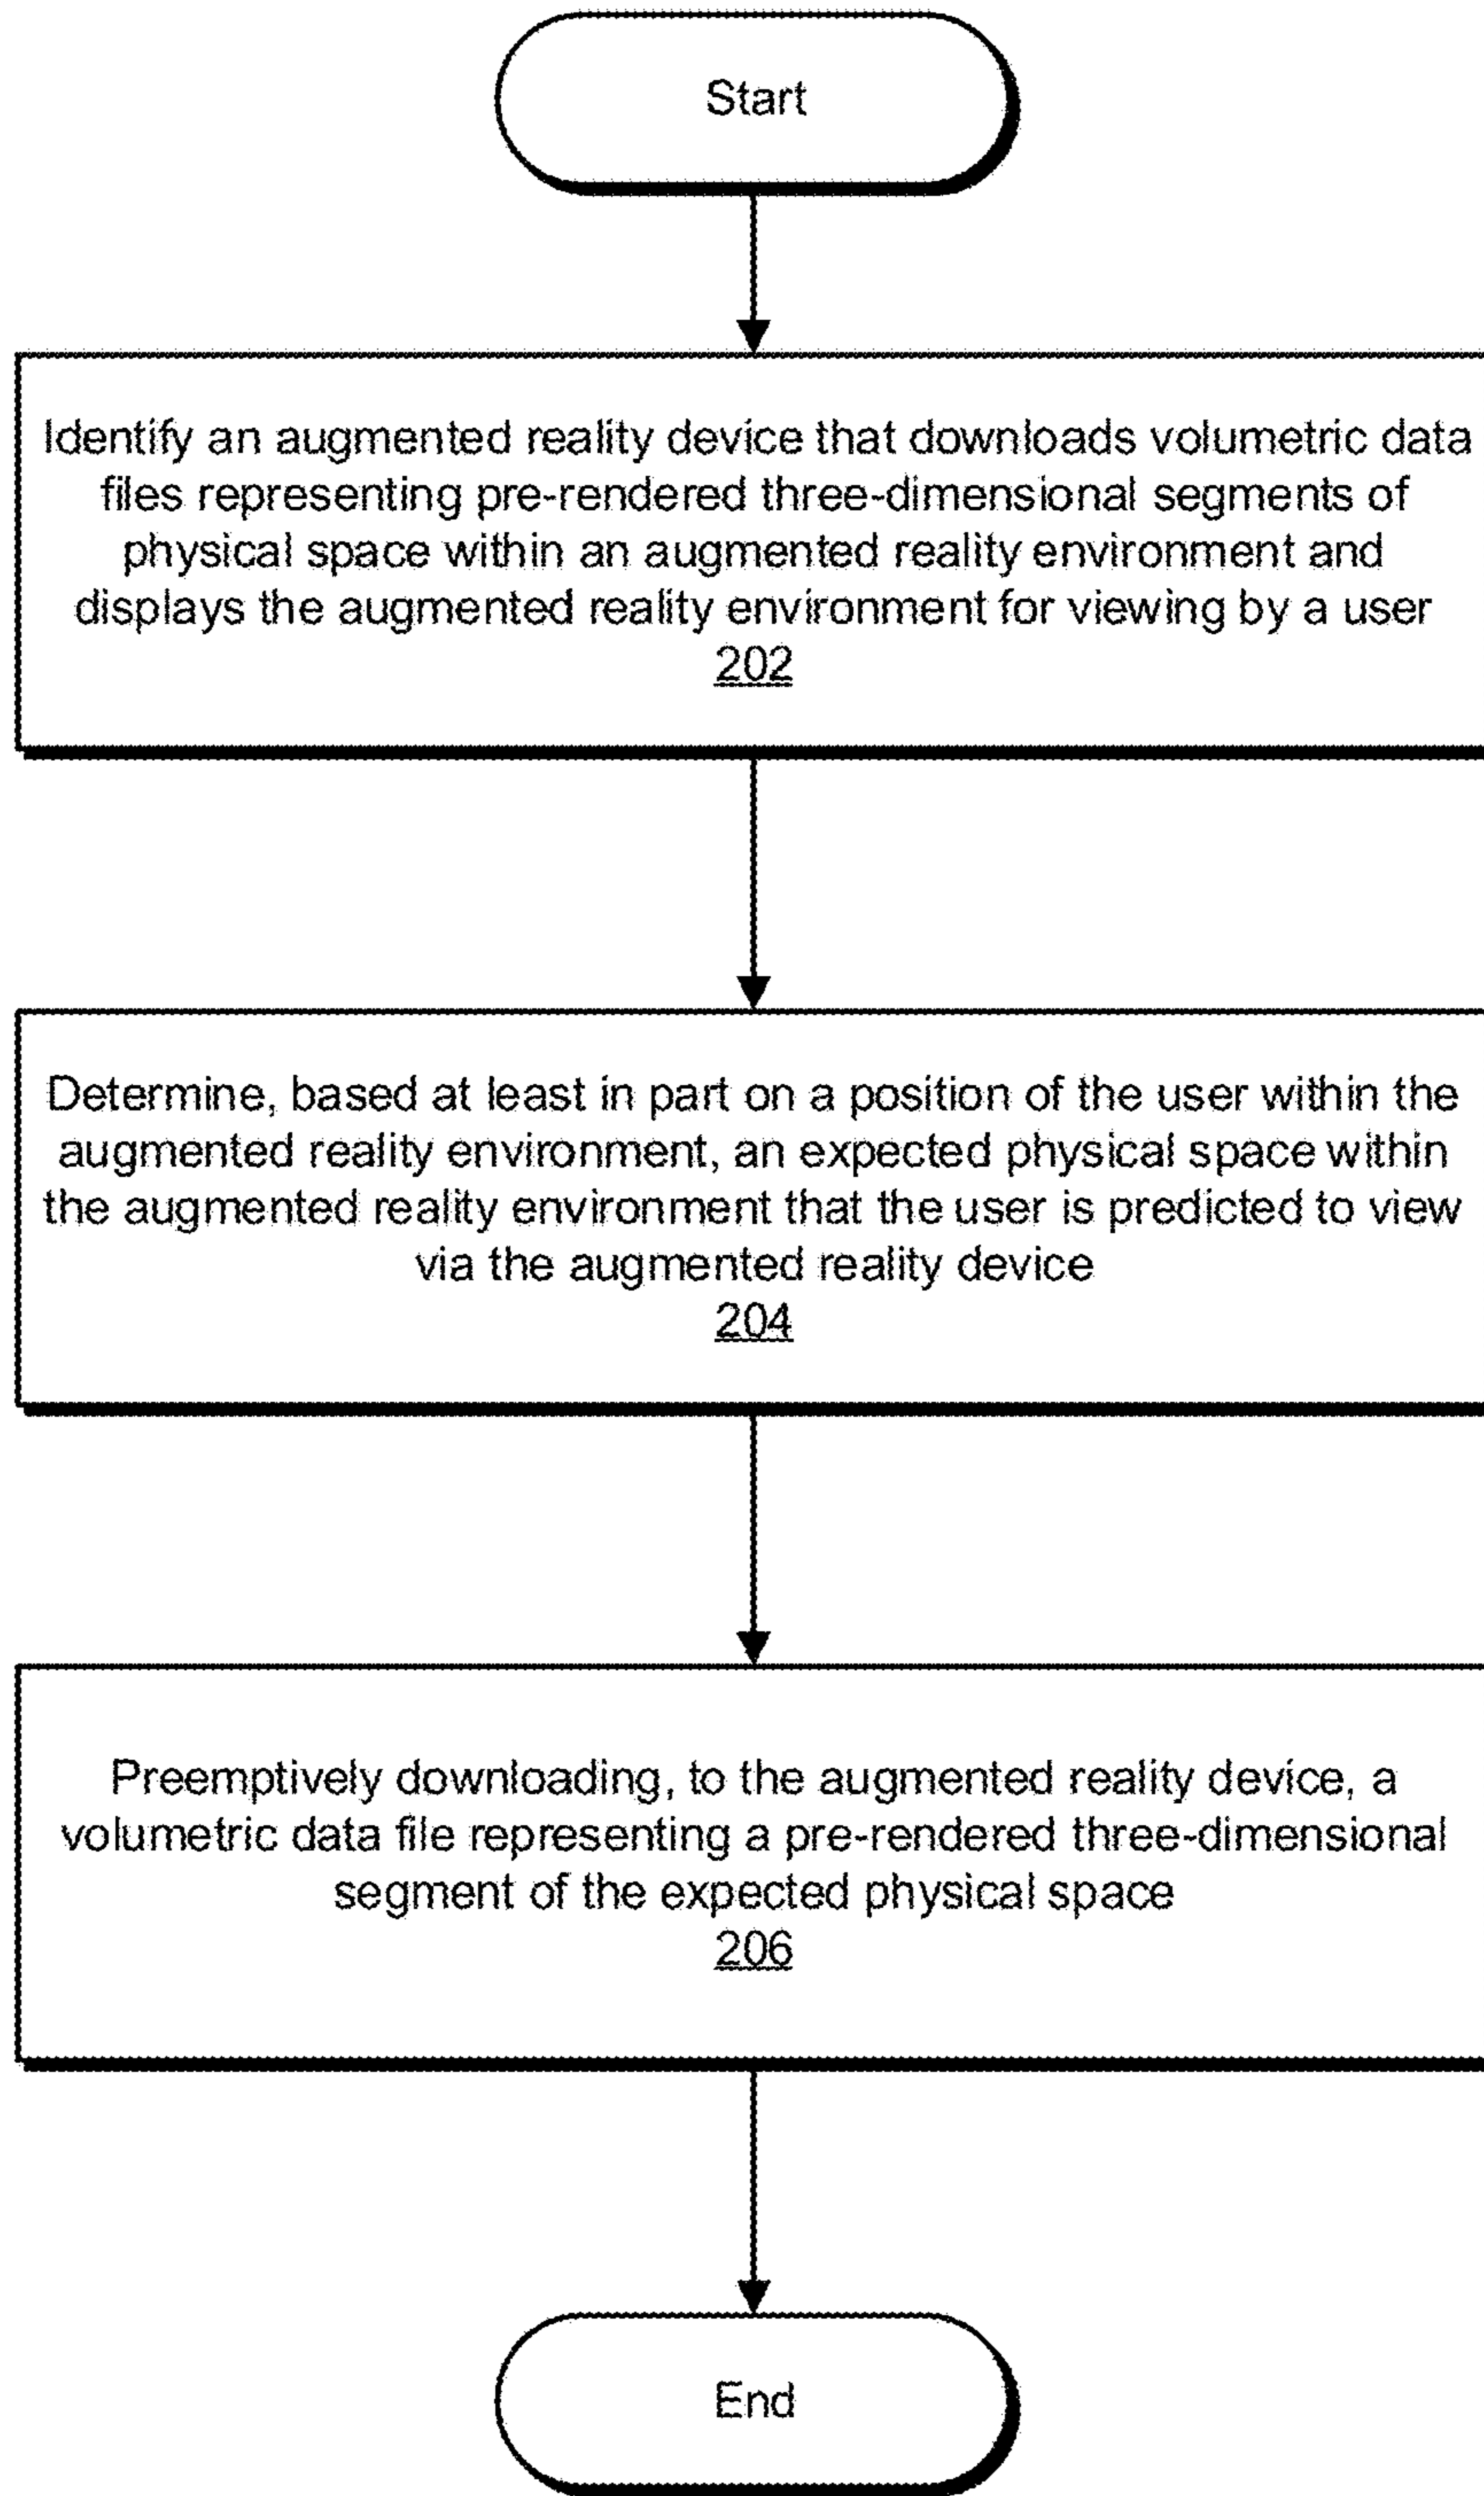 Start
Identify an augmented reality device that downloads volumetric data
files representing pre-rendered three-dimensional segments of
physical space within an augmented reality environment and
displays the augmented reality environment for viewing by a user
202
Determine, based at least in part on a position of the user within the
augmented reality environment, an expected physical space within
the augmented reality environment that the user is predicted to view
via the augmented reality device
204
Preemptively downloading, to the augmented reality device, a
volumetric data file representing a pre-rendered three-dimensional
segment of the expected physical space
206
End